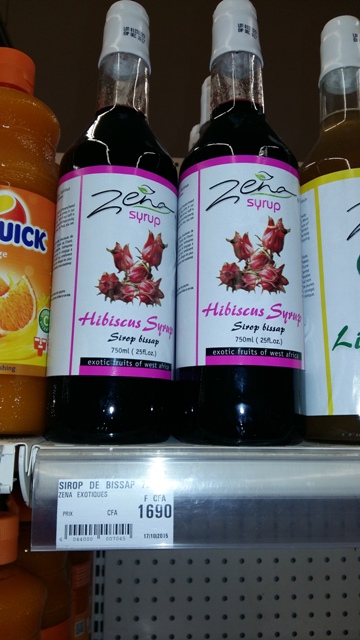 UICK
Zena
syrup
Hibiscus Syrup
Sirop bissap
750ml ( 25fl.oz.)
exotic fruits of west africa
Zena
syrup
Hibiscus Syrup
Sirop bissap
750ml ( 25fl.oz.)
exotic fruits of west africa
Li
SIROP DE BISSAP
ZENA EXOTIQUES
F CFA
PRIX
CFA
1690
17/10/2015